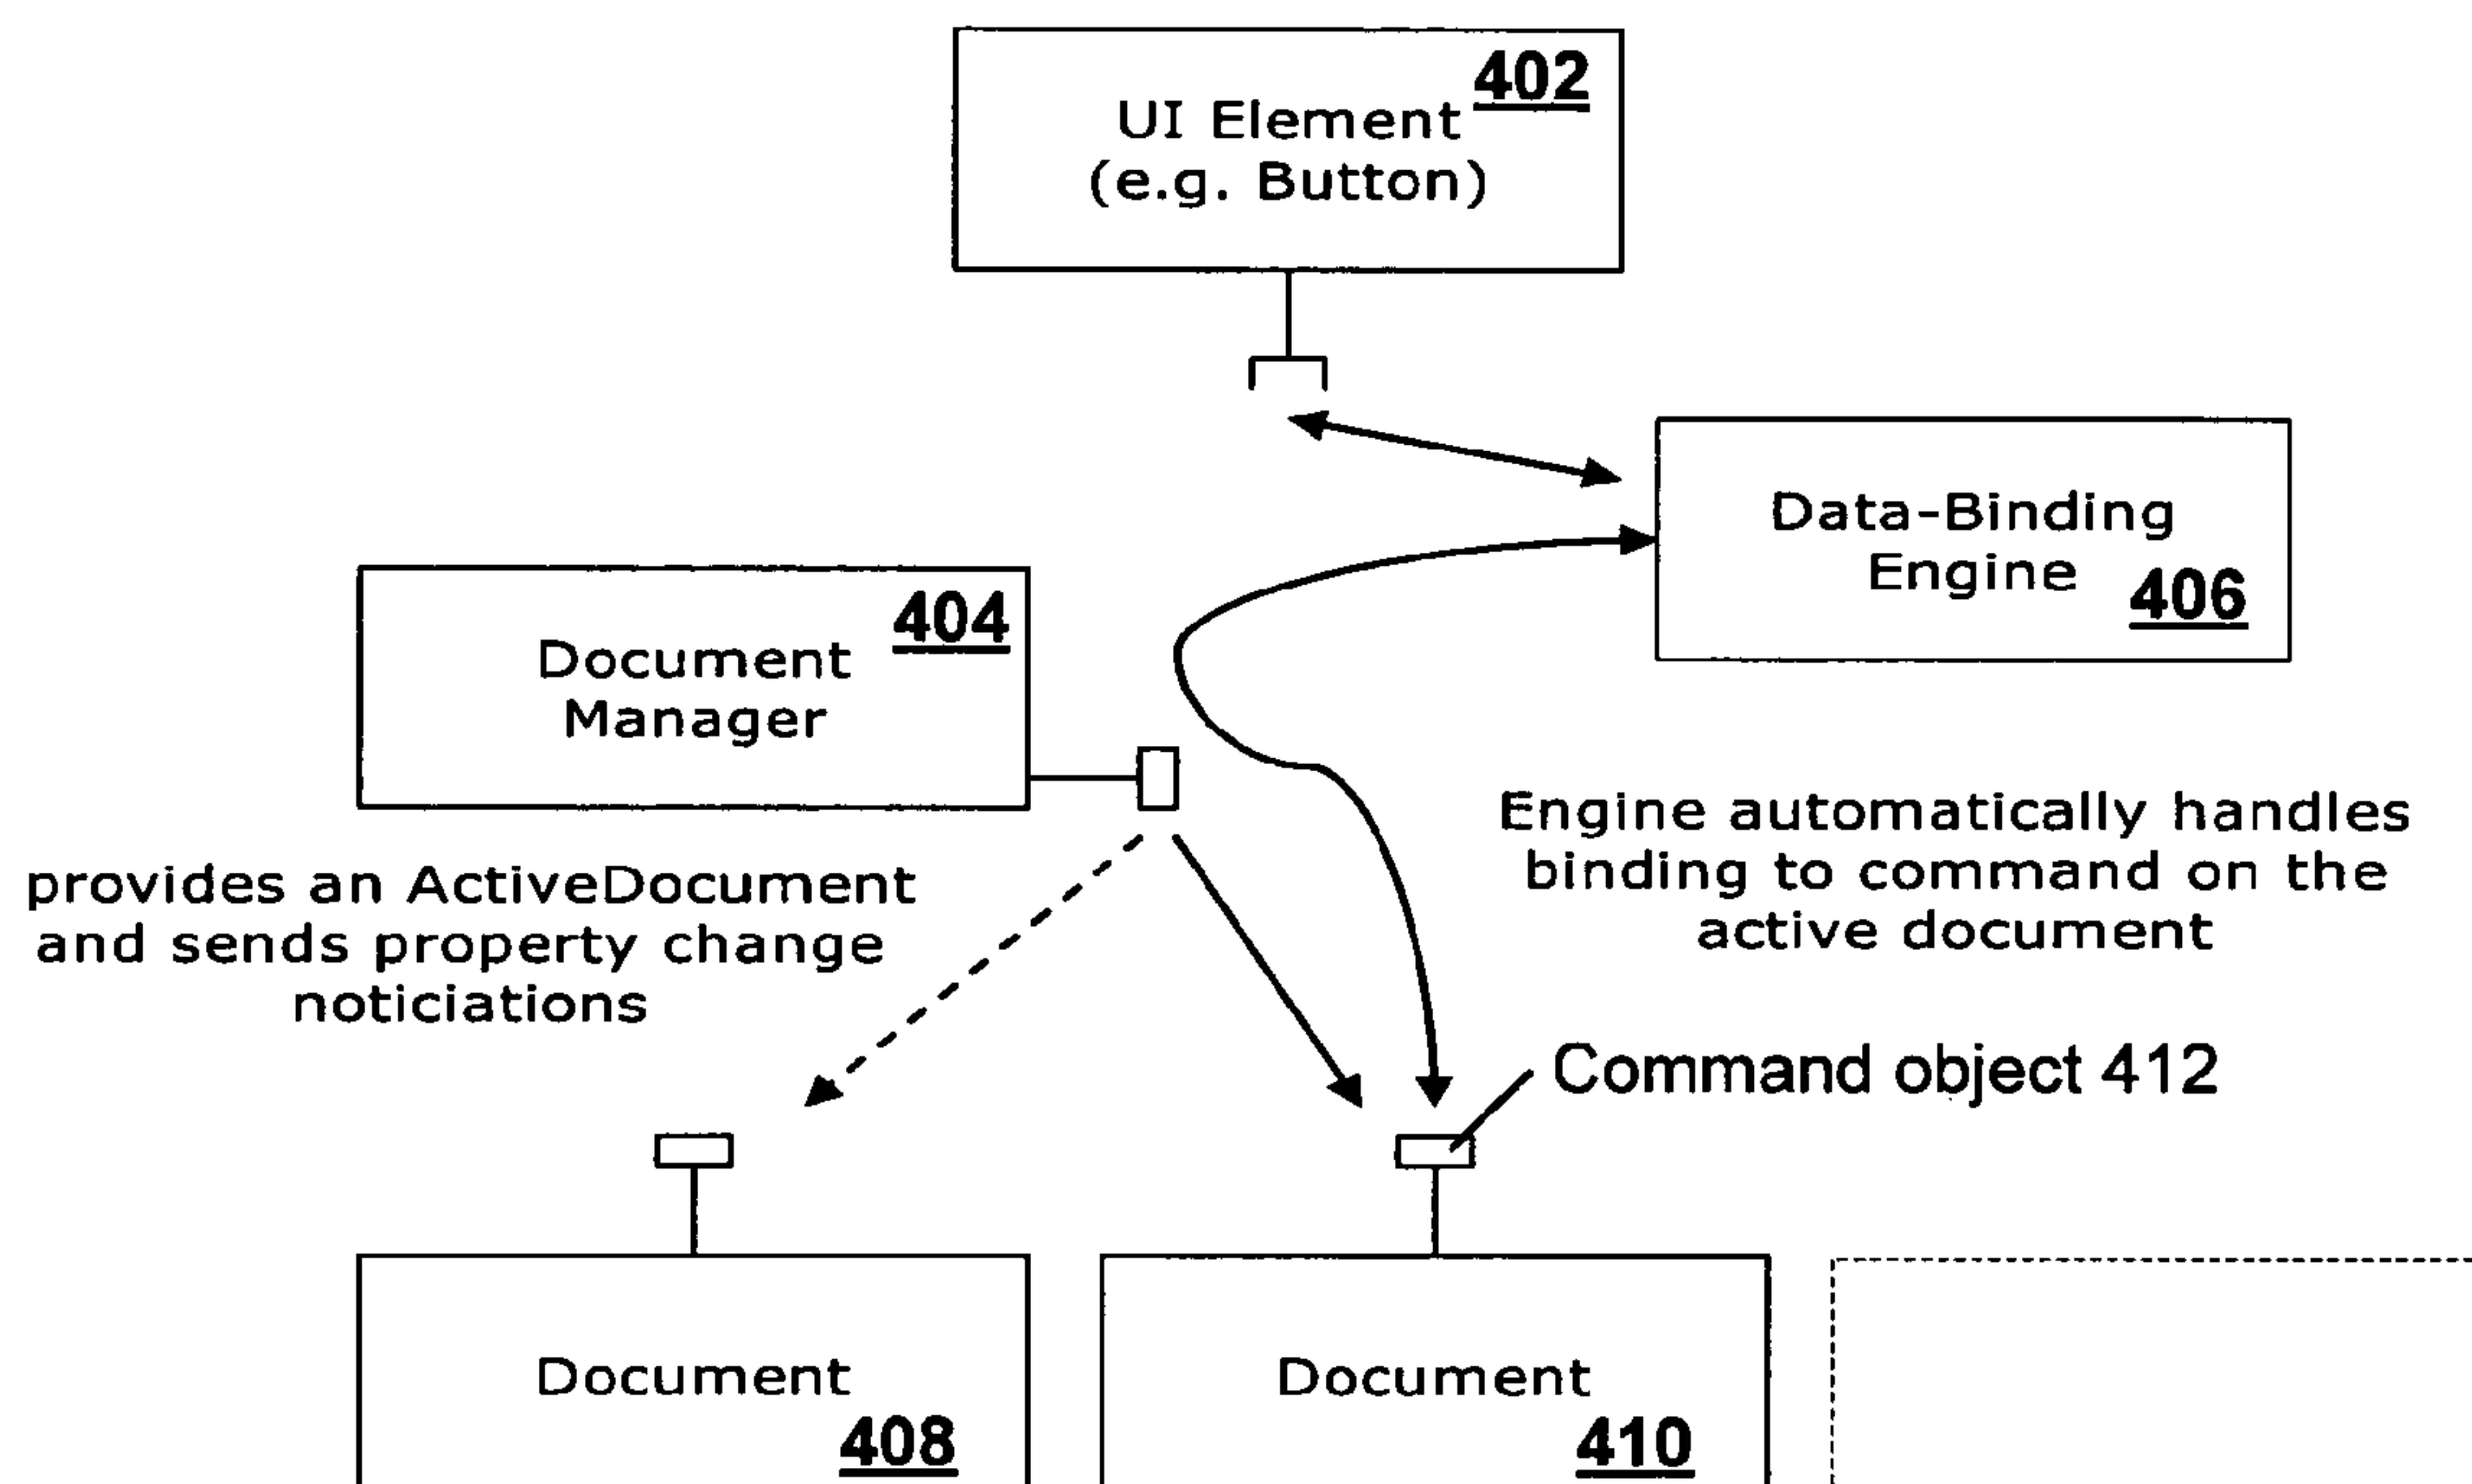 402
UI Element
(e.g. Button)
Data-Binding
Engine
406
404
Document
Manager
Engine automatically handles
binding to command on the
active document
provides an ActiveDocument
and sends property change
noticiations
Command object 412
Document
408
Document
410